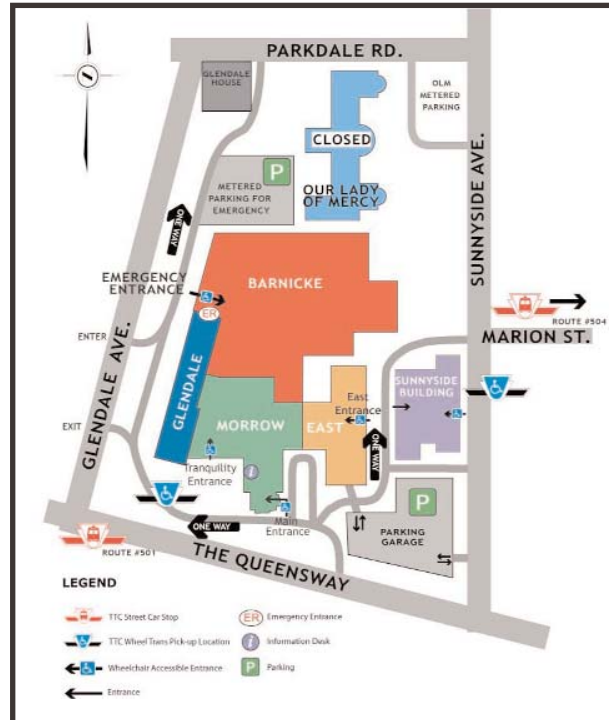 PARKDALE RD.
GLENDALE
HOUSE
OLM
METERED
PARKING
CLOSED
P
METERED
PARKING FOR
EMERGENCY
OUR LADY
OF MERCY
SUNNYSIDE AVE.
ONE WAY
BARNICKE
EMERGENCY
ENTRANCE
ER
ROUTE #504
MARION ST.
ENTER
GLENDALE AVE.
GLENDALE
SUNNYSIDE
BUILDING
East
Entrance
MORROW
EAST
EXIT
ONE WAY
Tranquility
Entrance
i
P
Main
Entrance
ONE WAY
PARKING
GARAGE
ROUTE #501
THE QUEENSWAY
LEGEND
TTC Street Car Stop
ER Emergency Entrance
TTC Wheel Trans Pick-up Location
i Information Desk
Wheelchair Accessible Entrance
P Parking
Entrance